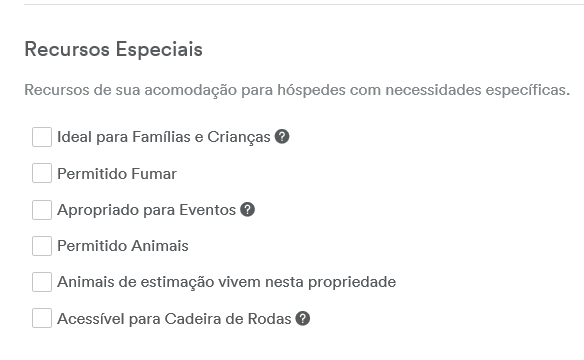 Recursos Especiais
Recursos de sua acomodação para hóspedes com necessidades específicas.
Ideal para Famílias e Crianças ?
Permitido Fumar
Apropriado para Eventos ?
Permitido Animais
Animais de estimação vivem nesta propriedade
Acessível para Cadeira de Rodas ?